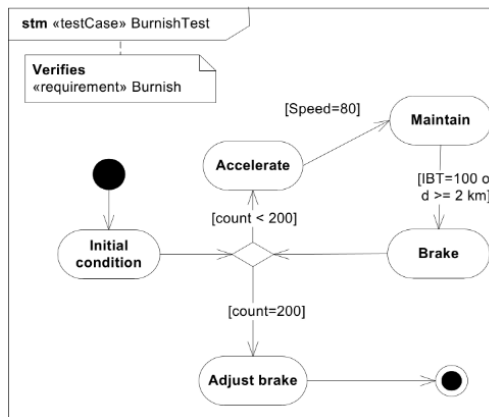 stm «testCase» BurnishTest
Verifies
«requirement» Burnish
[Speed=80]
Maintain
Accelerate
[IBT=100 o
d >= 2 km]
[count < 200]
Initial
condition
Brake
[count=200]
Adjust brake